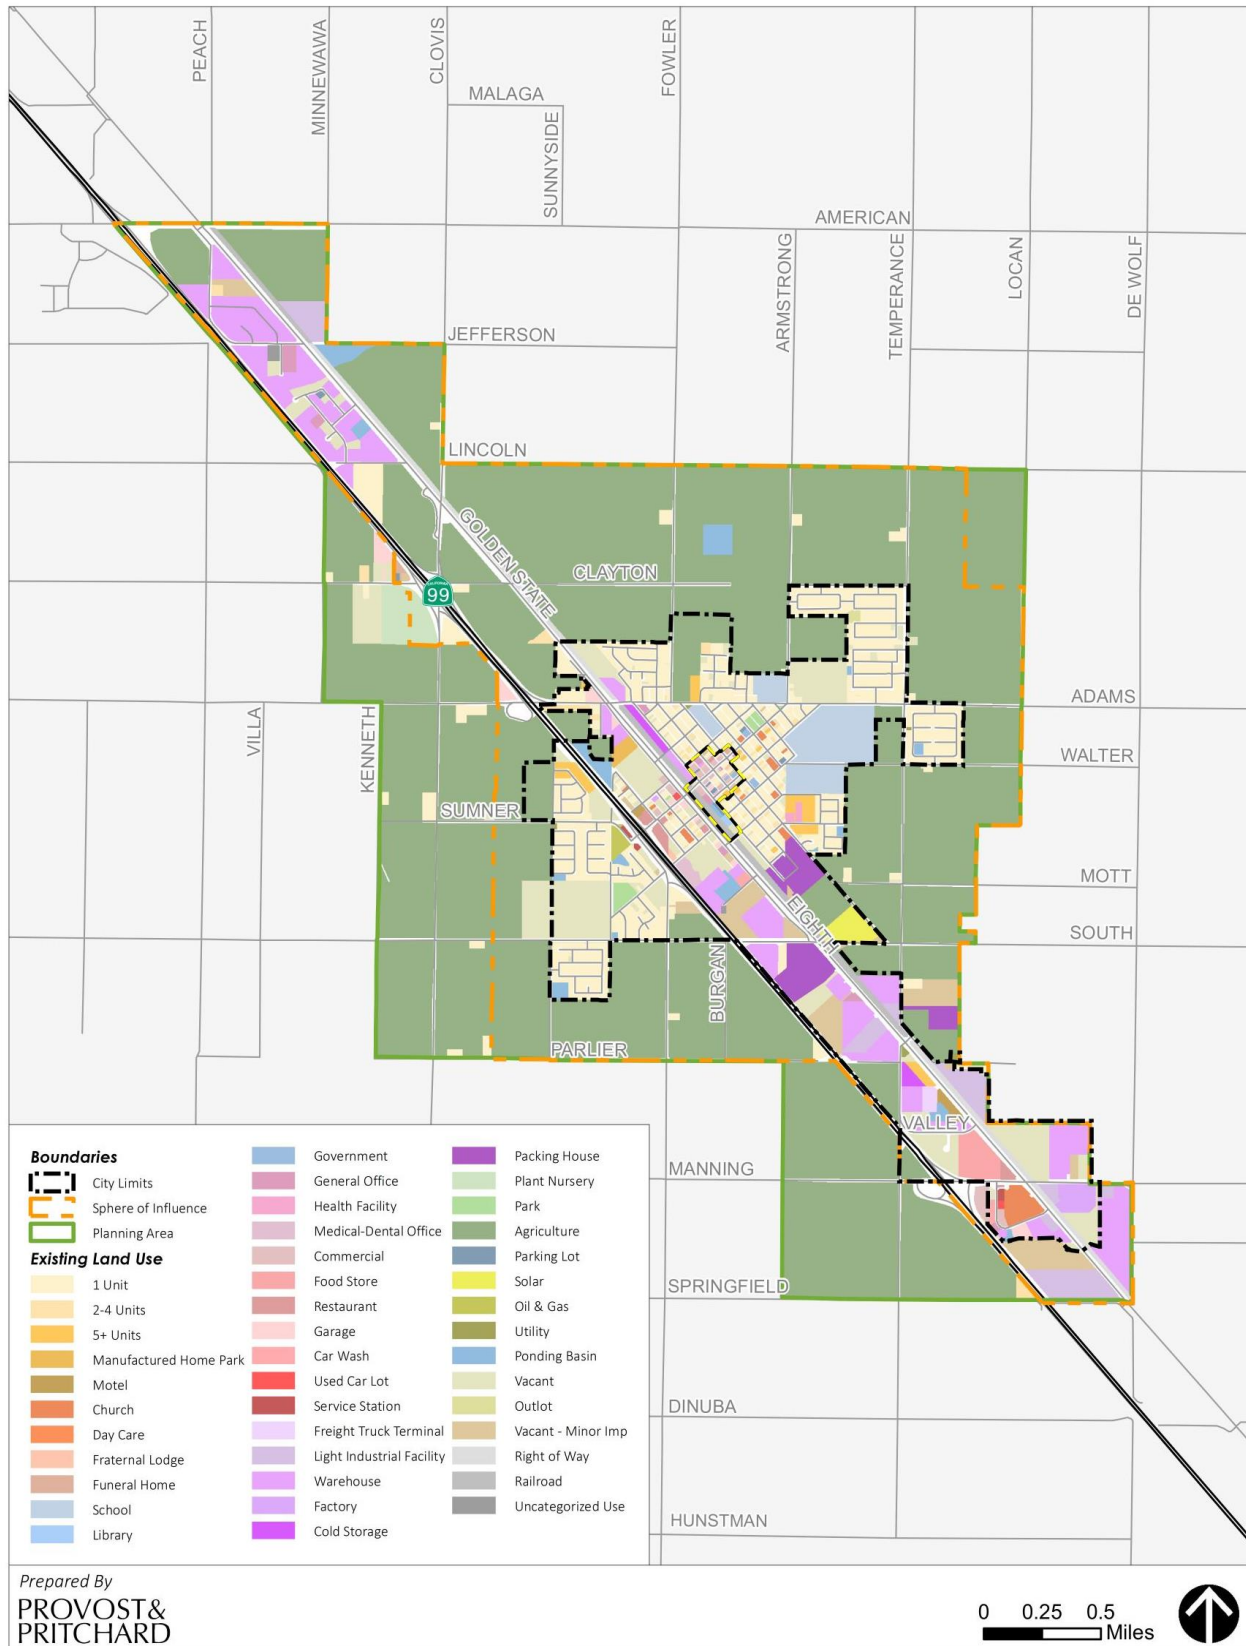 PEACH
MINNEWAWA
CLOVIS
FOWLER
MALAGA
SUNNYSIDE
AMERICAN
ARMSTRONG
TEMPERANCE
LOCAN
DE WOLF
JEFFERSON
LINCOLN
GOLDEN STATE
CLAYTON
CALIFORNIA
99
ADAMS
VILLA
KENNETH
WALTER
SUMNER
MOTT
EIGHTH
SOUTH
BURGAN
PARLIER
VALLEY
MANNING
SPRINGFIELD
DINUBA
HUNSTMAN
Boundaries
City Limits
Sphere of Influence
Planning Area
Existing Land Use
1 Unit
2-4 Units
5+ Units
Manufactured Home Park
Motel
Church
Day Care
Fraternal Lodge
Funeral Home
School
Library
Government
General Office
Health Facility
Medical-Dental Office
Commercial
Food Store
Restaurant
Garage
Car Wash
Used Car Lot
Service Station
Freight Truck Terminal
Light Industrial Facility
Warehouse
Factory
Cold Storage
Packing House
Plant Nursery
Park
Agriculture
Parking Lot
Solar
Oil & Gas
Utility
Ponding Basin
Vacant
Outlot
Vacant - Minor Imp
Right of Way
Railroad
Uncategorized Use
Prepared By
PROVOST&
PRITCHARD
0 0.25 0.5
Miles